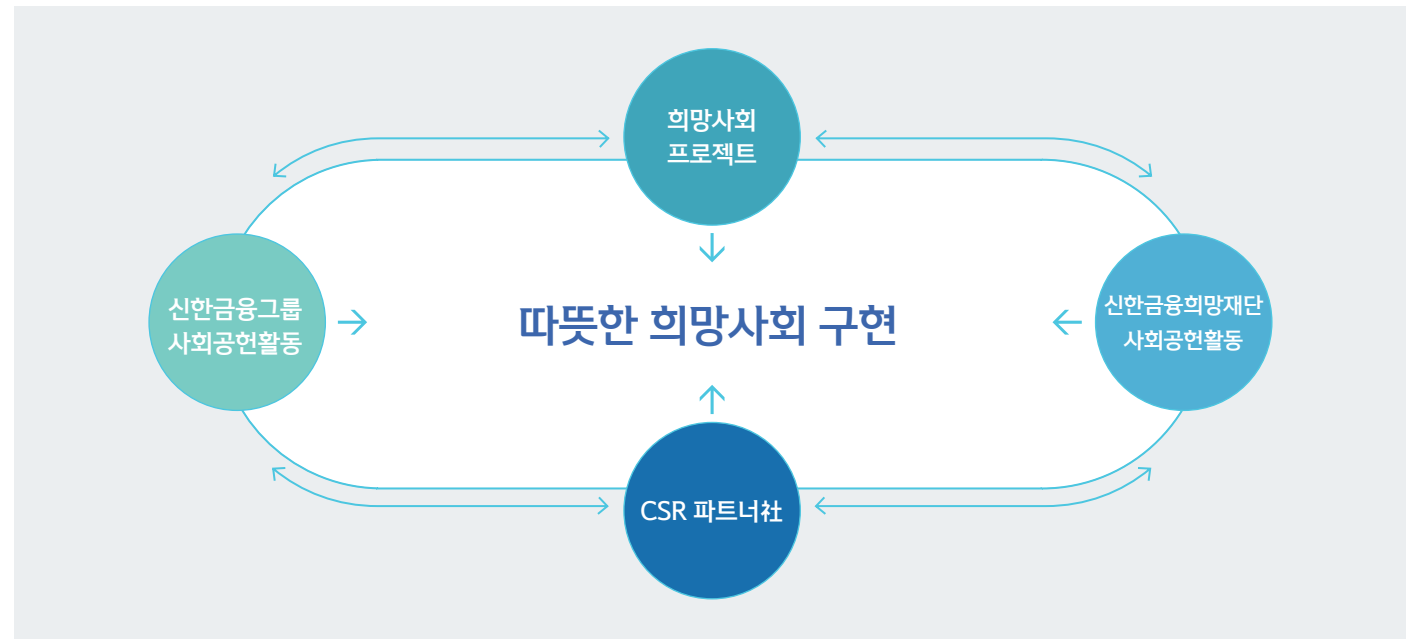 희망사회
프로젝트
신한금융그룹
사회공헌활동
따뜻한 희망사회 구현
신한금융희망재단
사회공헌활동
CSR 파트너社